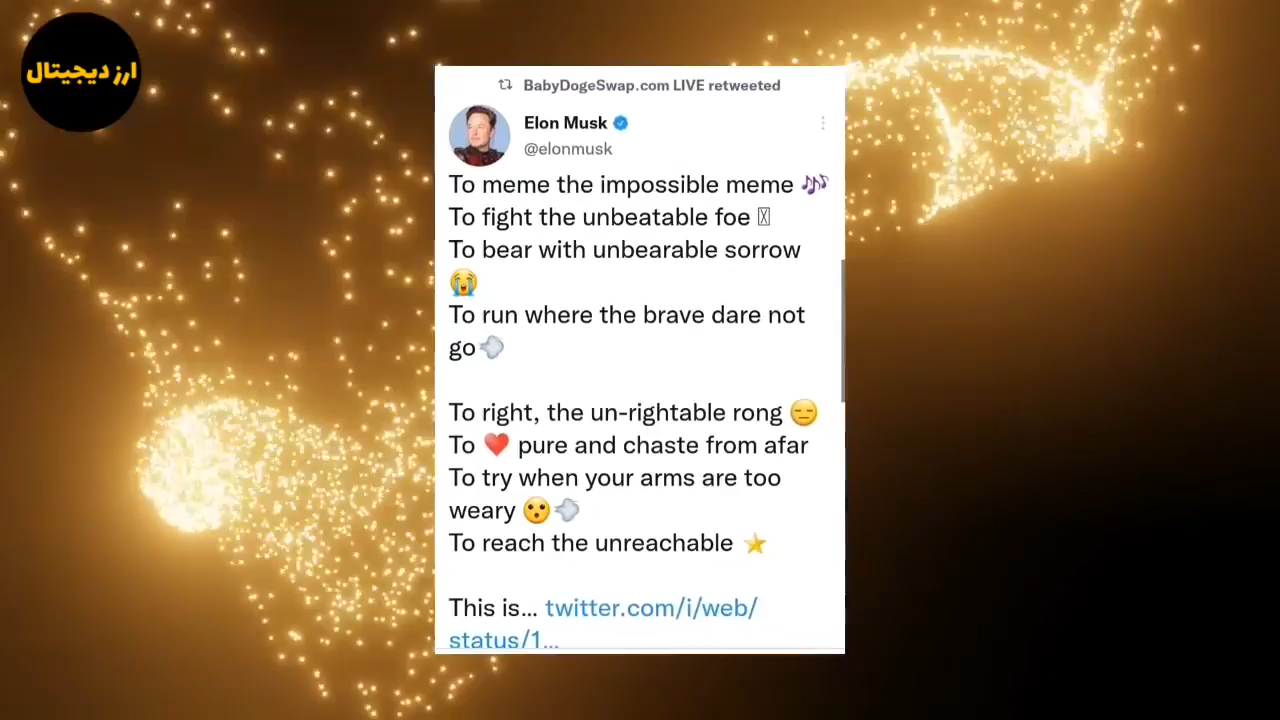 ارز دیجیتال
BabyDogeSwap.com LIVE retweeted
Elon Musk
@elonmusk
To meme the impossible meme 🎶
To fight the unbeatable foe
To bear with unbearable sorrow
😭
To run where the brave dare not
go💨
To right, the un-rightable rong 😑
To ❤️ pure and chaste from afar
To try when your arms are too
weary 😮💨
To reach the unreachable ⭐
This is... twitter.com/i/web/
status/1...